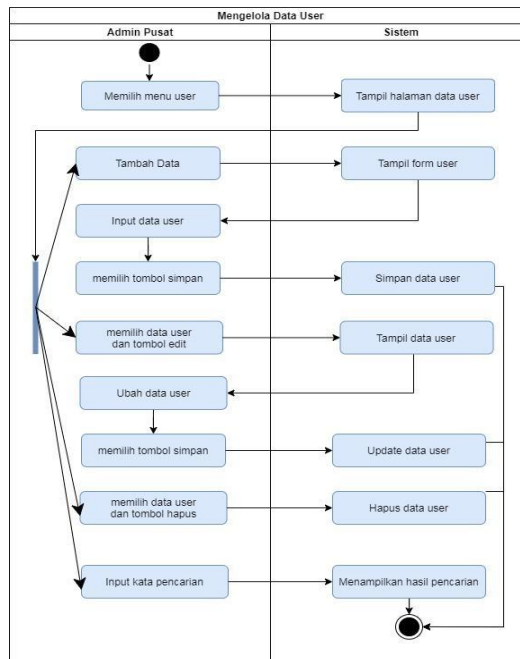 Mengelola Data User
Admin Pusat
Sistem
Memilih menu user
Tampil halaman data user
Tambah Data
Tampil form user
Input data user
memilih tombol simpan
Simpan data user
memilih data user
dan tombol edit
Tampil data user
Ubah data user
memilih tombol simpan
Update data user
memilih data user
dan tombol hapus
Hapus data user
Input kata pencarian
Menampilkan hasil pencarian